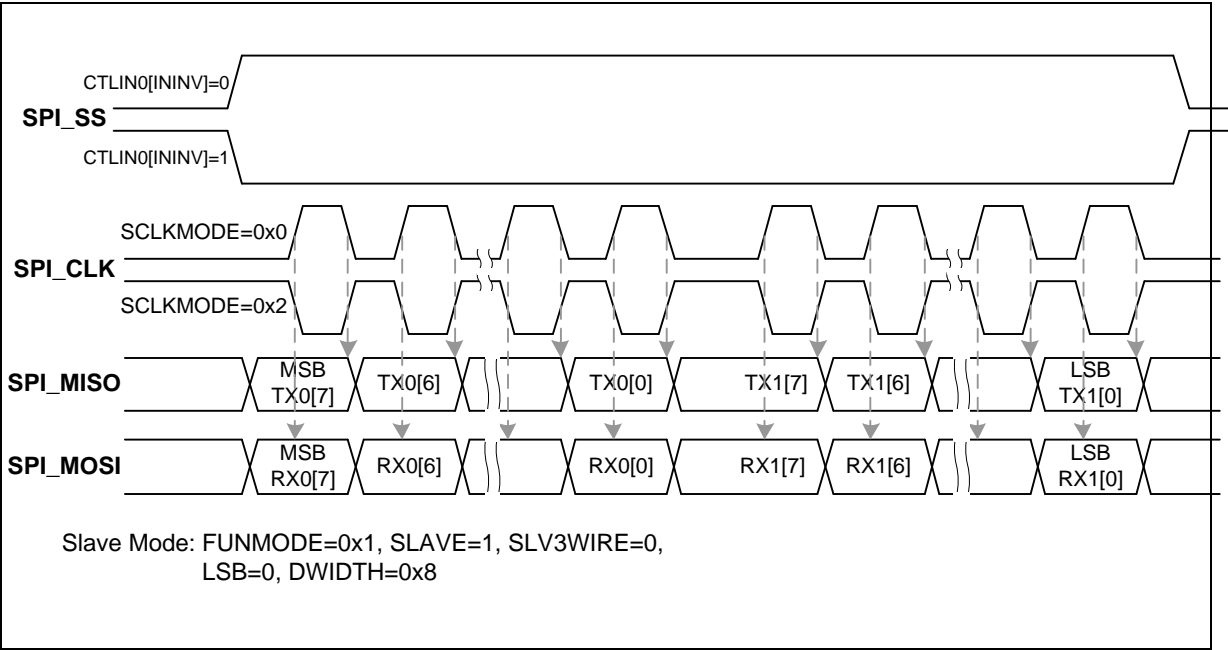 CTLIN0[ININV]=0
SPI_SS
CTLIN0[ININV]=1
SCLKMODE=0x0
SPI_CLK
SCLKMODE=0x2
SPI_MISO
MSB
TX0[7]
TX0[6]
TX0[0]
TX1[7]
TX1[6]
LSB
TX1[0]
SPI_MOSI
MSB
RX0[7]
RX0[6]
RX0[0]
RX1[7]
RX1[6]
LSB
RX1[0]
Slave Mode: FUNMODE=0x1, SLAVE=1, SLV3WIRE=0,
LSB=0, DWIDTH=0x8